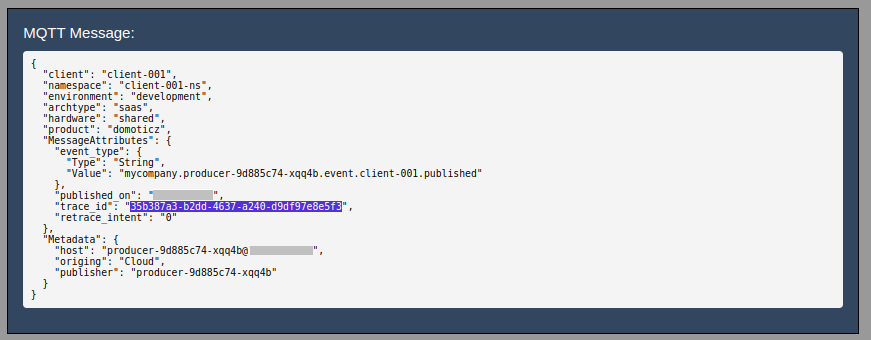 MQTT Message:
{
  "client": "client-001",
  "namespace": "client-001-ns",
  "environment": "development",
  "archtype": "saas",
  "hardware": "shared",
  "product": "domoticz",
  "MessageAttributes": {
    "event_type": {
      "Type": "String",
      "Value": "mycompany.producer-9d885c74-xqq4b.event.client-001.published"
    },
    "published_on": "",
    "trace_id": "35b387a3-b2dd-4637-a240-d9df97e8e5f3",
    "retrace_intent": "0"
  },
  "Metadata": {
    "host": "producer-9d885c74-xqq4b@",
    "origing": "Cloud",
    "publisher": "producer-9d885c74-xqq4b"
  }
}